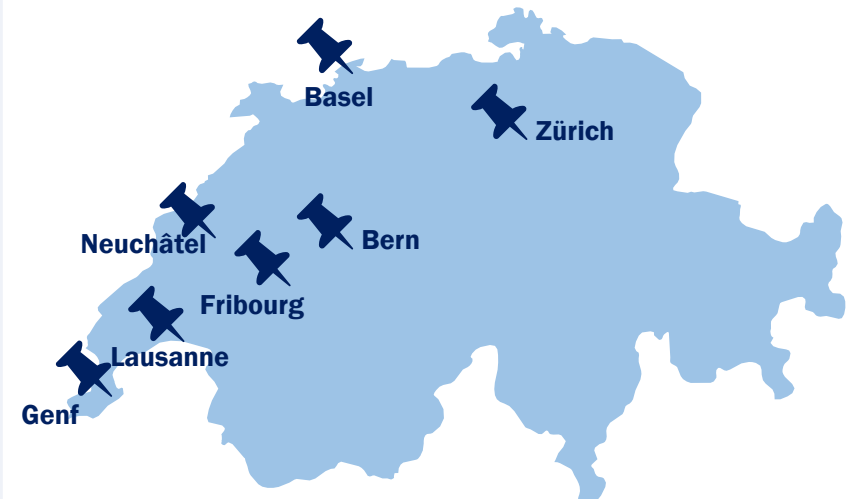 Basel
Zürich
Neuchâtel
Bern
Fribourg
Lausanne
Genf